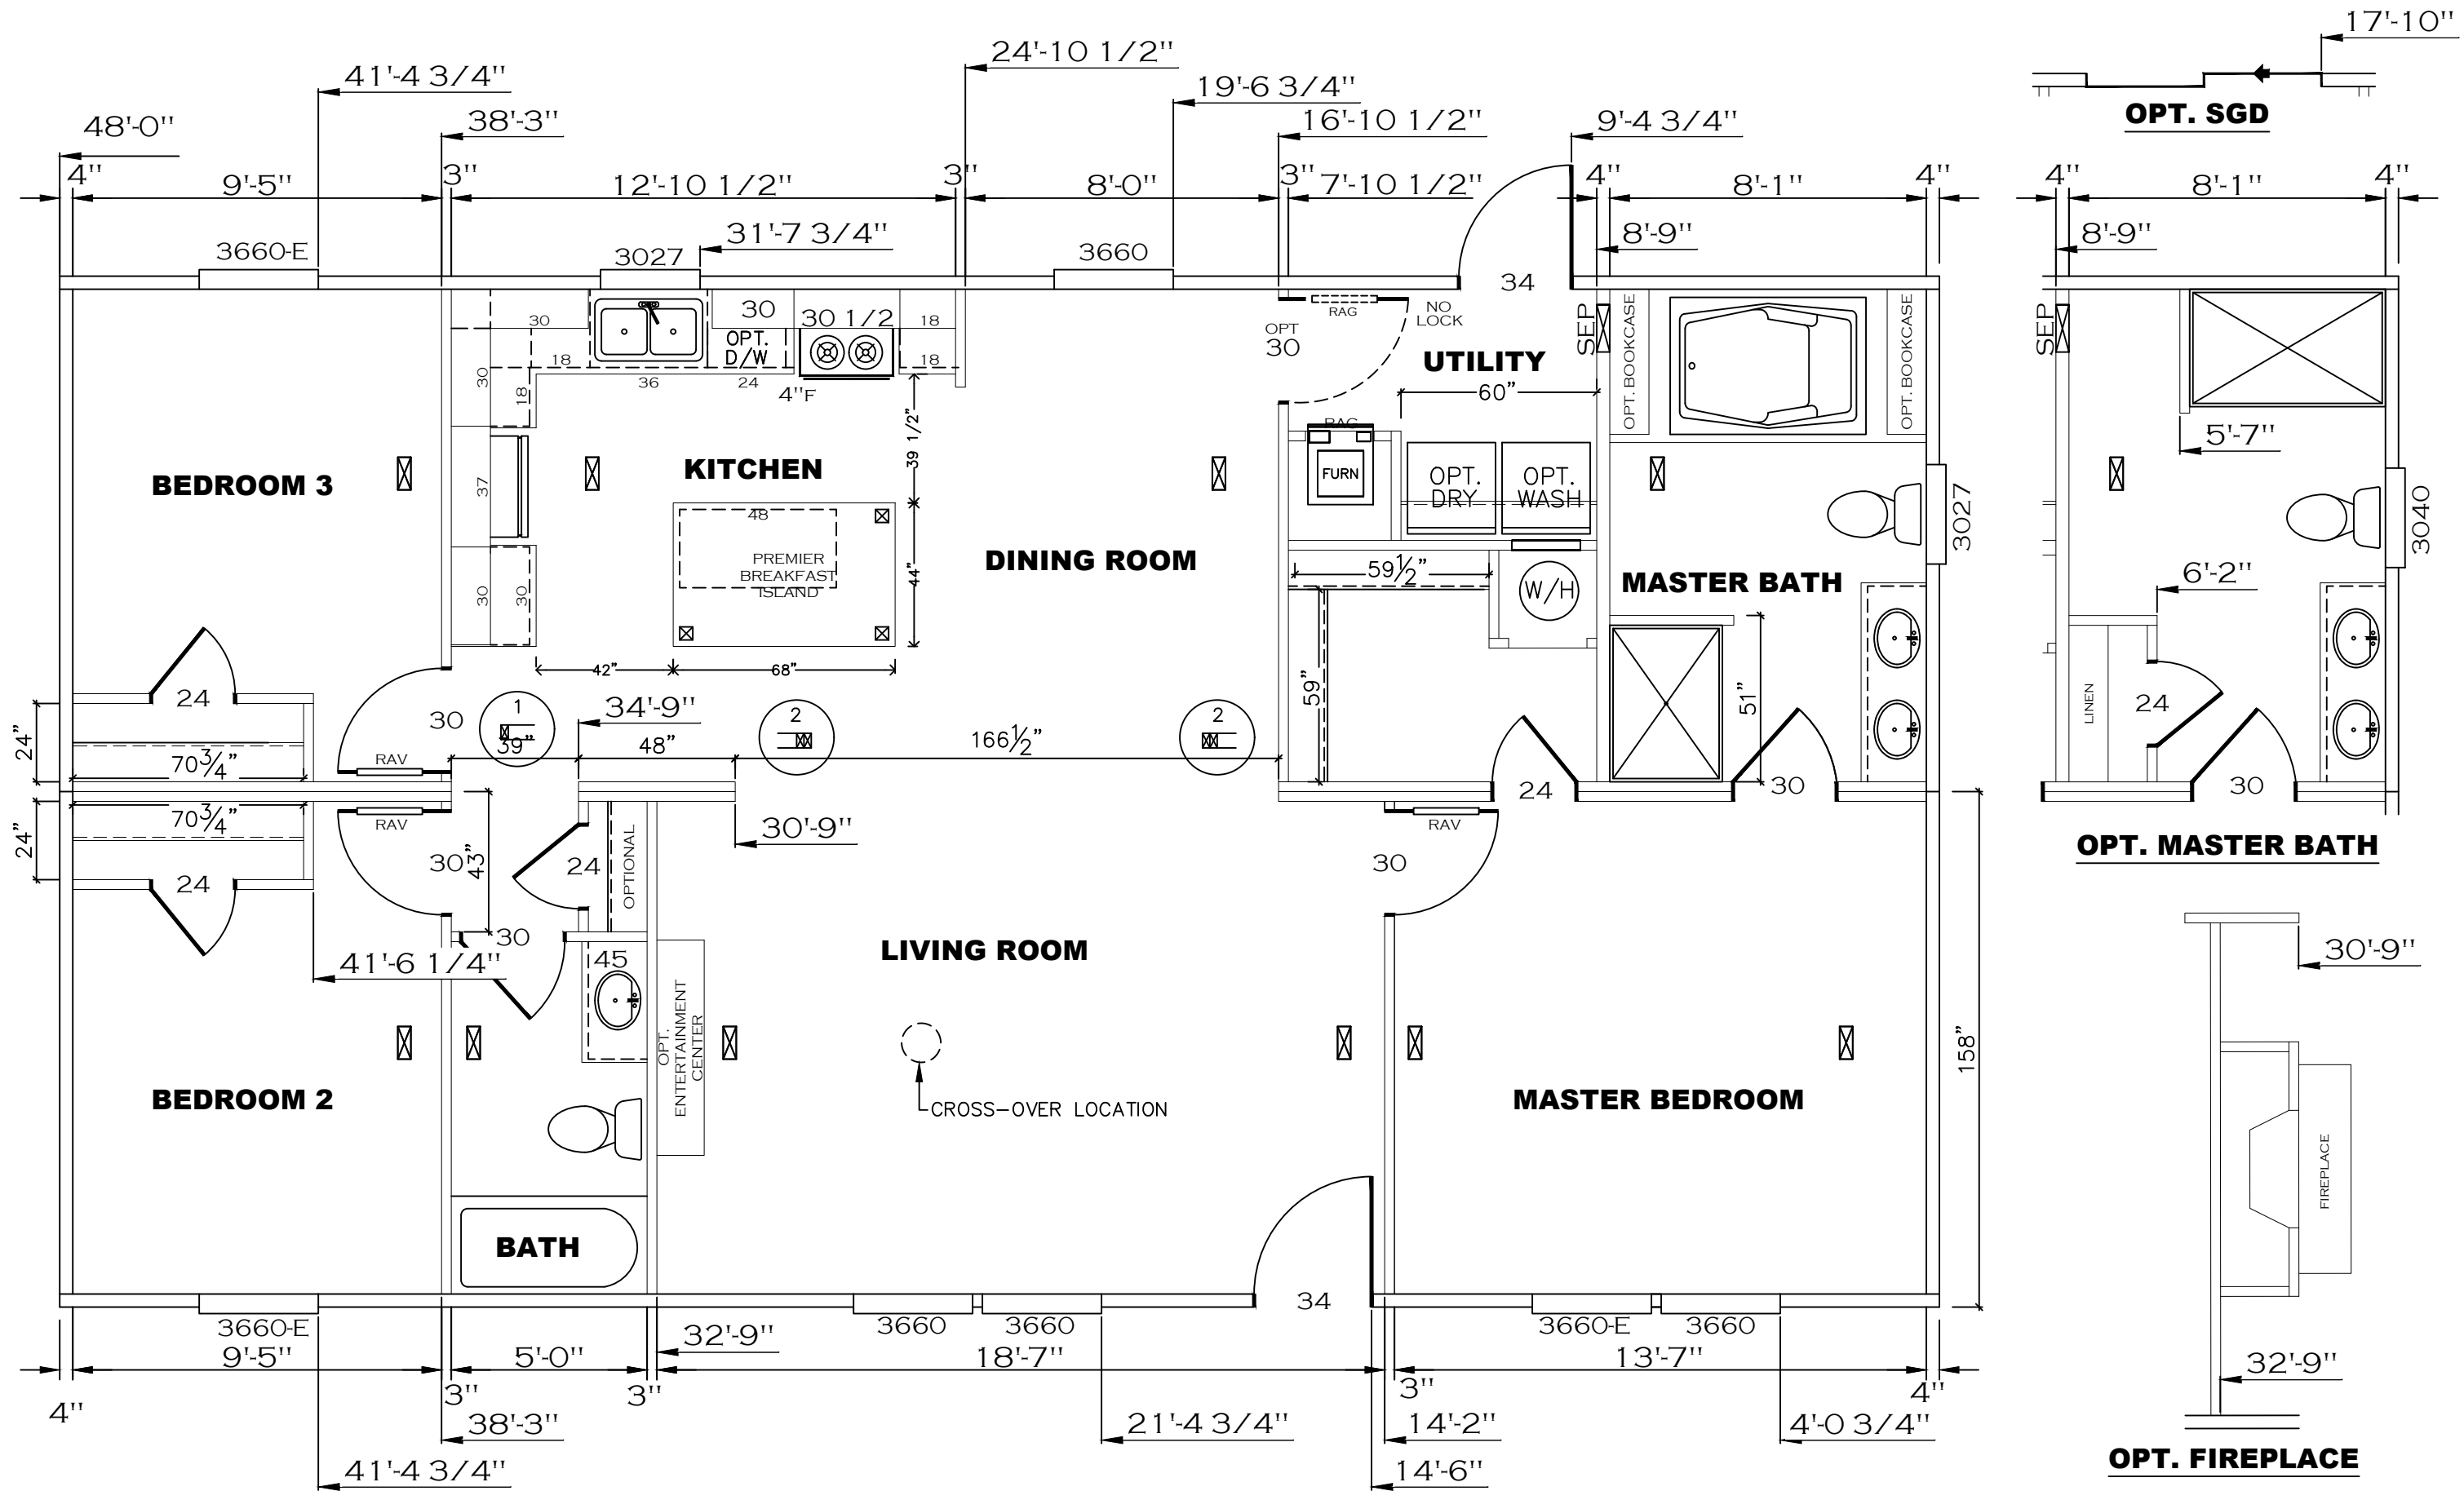 17'-10"
24'-10 1/2"
41'-4 3/4"
19'-6 3/4"
OPT. SGD
48'-0"
38'-3"
16'-10 1/2"
9'-4 3/4"
4"
9'-5"
3"
12'-10 1/2"
3"
8'-0"
3"
7'-10 1/2"
4"
8'-1"
4"
4"
8'-1"
4"
31'-7 3/4"
8'-9"
8'-9"
3660-E
3027
3660
34
30
30
30 1/2
18
RAG
NO
LOCK
SEP
OPT. BOOKCASE
OPT. BOOKCASE
SEP
OPT
30
OPT.
D/W
18
18
36
24
4"F
30
18
UTILITY
60"
39 1/2"
RAG
5'-7"
BEDROOM 3
KITCHEN
37
FURN
OPT.
DRY
OPT.
WASH
3027
3040
48
PREMIER
BREAKFAST
ISLAND
44"
DINING ROOM
59 1/2"
W/H
MASTER BATH
6'-2"
30
30
42"
68"
59"
51"
LINEN
24
24
30
1
39"
34'-9"
48"
2
166 1/2"
2
24"
70 3/4"
RAV
24
30
30
24"
70 3/4"
RAV
30'-9"
RAV
OPT. MASTER BATH
24
30
43"
24
OPTIONAL
30
30
45
41'-6 1/4"
LIVING ROOM
30'-9"
OPT.
ENTERTAINMENT
CENTER
158"
BEDROOM 2
CROSS-OVER LOCATION
MASTER BEDROOM
FIREPLACE
BATH
34
3660-E
3660
3660
3660-E
3660
32'-9"
9'-5"
5'-0"
18'-7"
13'-7"
32'-9"
4"
3"
3"
3"
4"
38'-3"
21'-4 3/4"
14'-2"
4'-0 3/4"
41'-4 3/4"
14'-6"
OPT. FIREPLACE